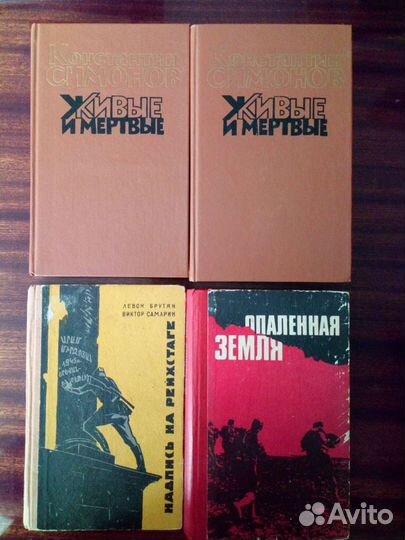 Константин
СИМОНОВ
ЖИВЫЕ
И МЕРТВЫЕ
Константин
СИМОНОВ
ЖИВЫЕ
И МЕРТВЫЕ
ЛЕВОН БРУТЯН
ВИКТОР САМАРИН
НАДПИСЬ НА РЕЙХСТАГЕ
ОПАЛЕННАЯ
ЗЕМЛЯ
Avito